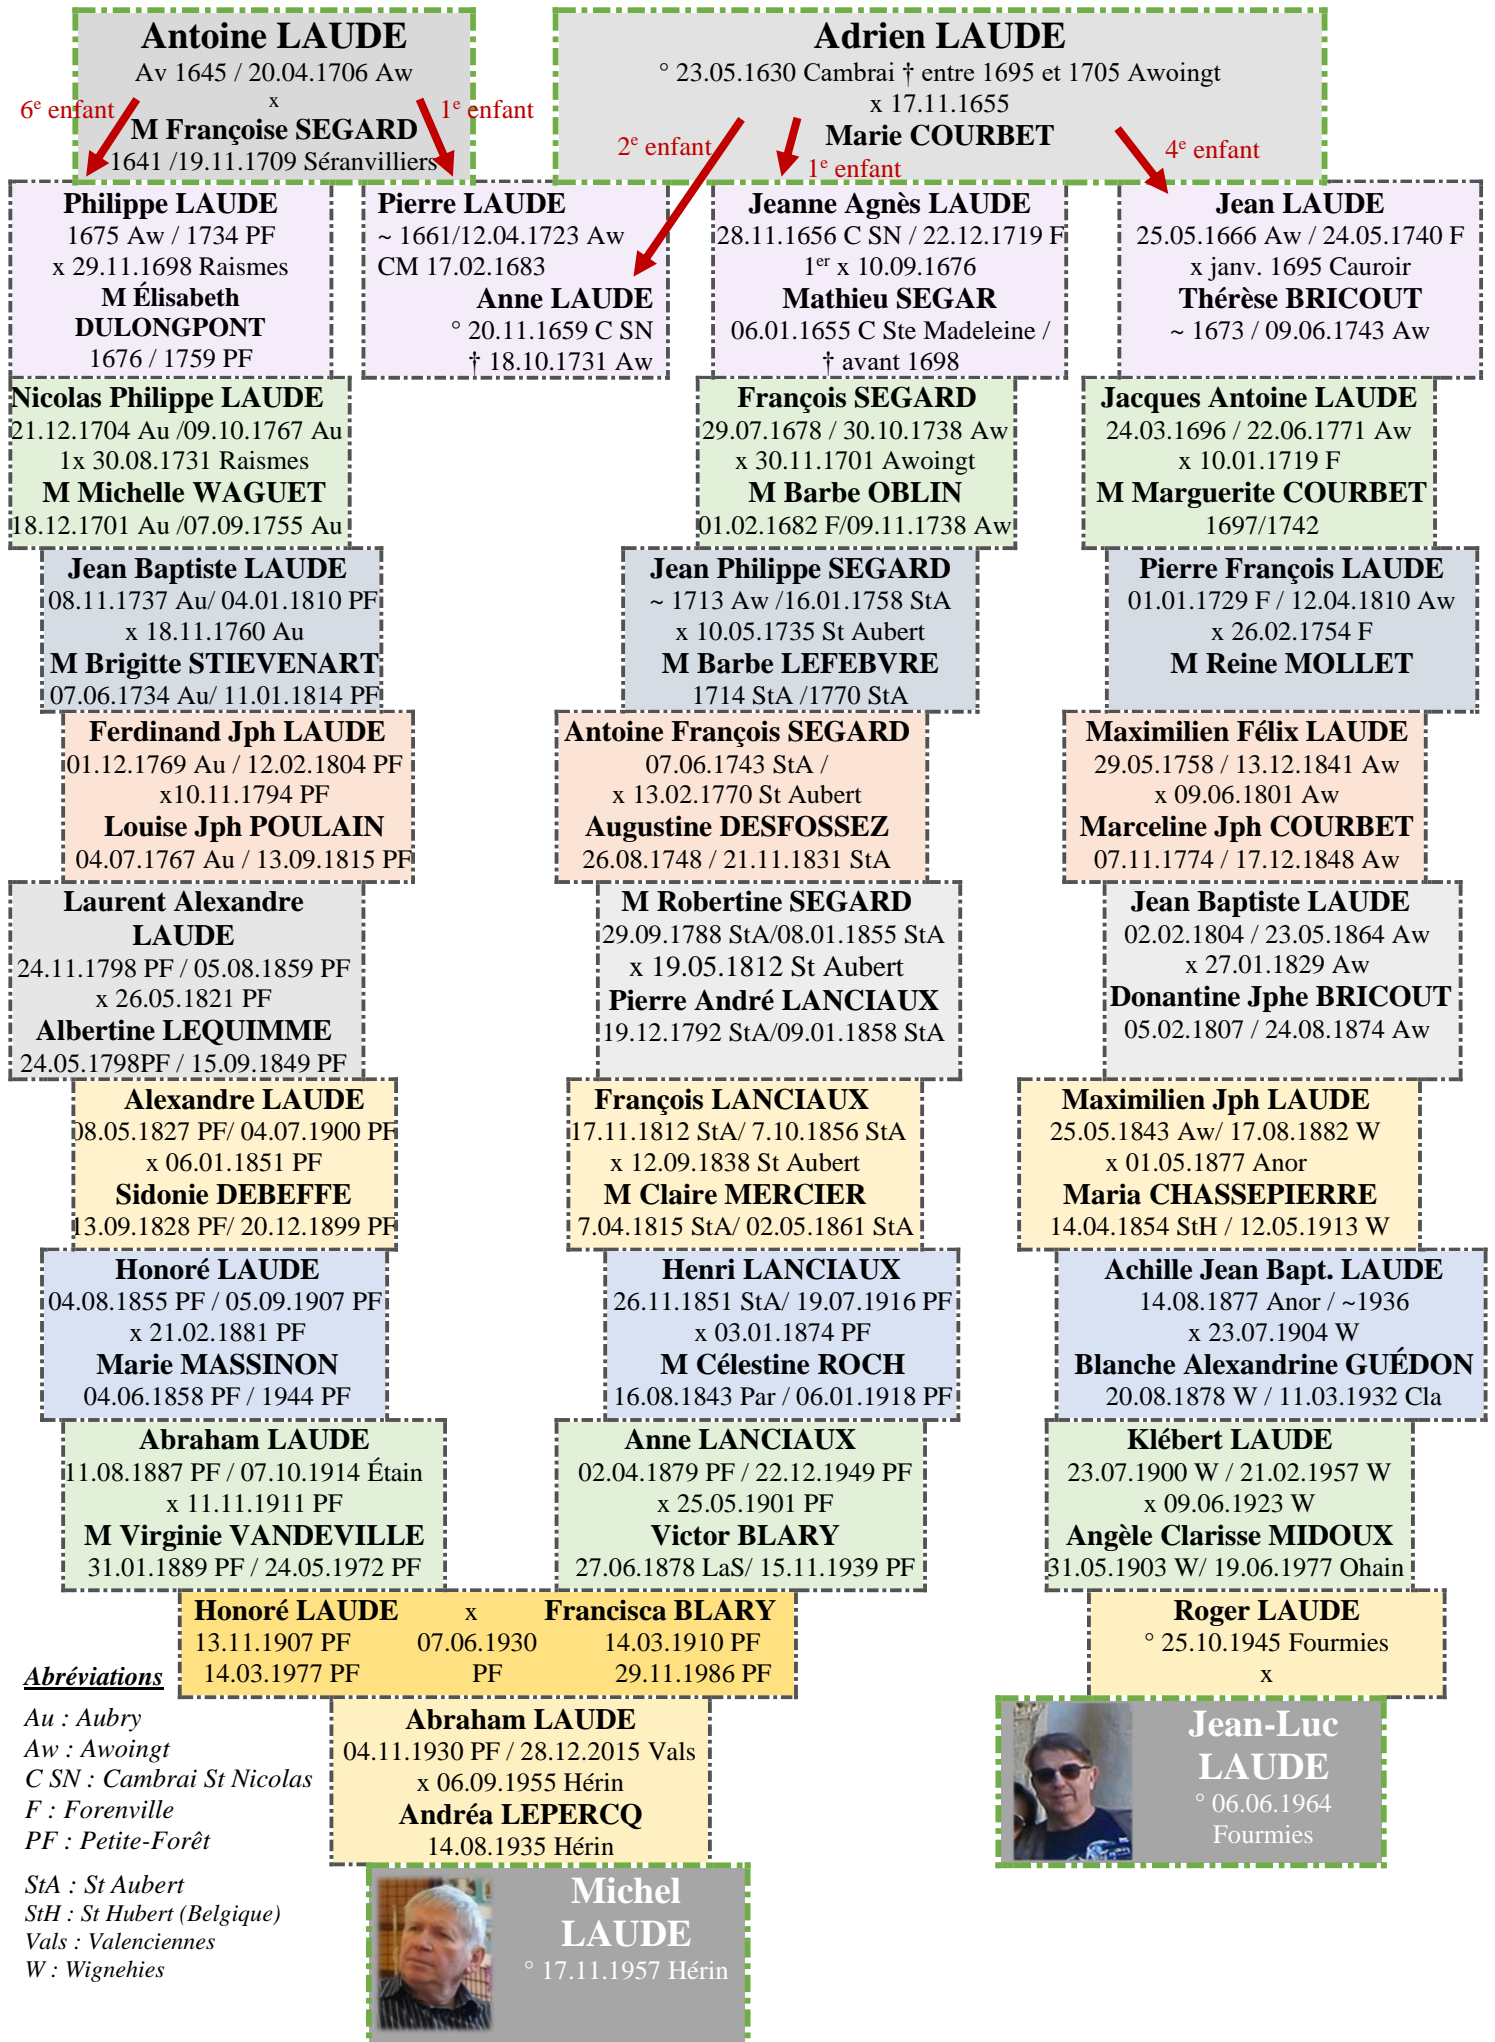 Antoine LAUDE
Av 1645 / 20.04.1706 Aw
x
6e enfant
1e enfant
M Françoise SEGARD
1641 /19.11.1709 Séranvilliers
Adrien LAUDE
° 23.05.1630 Cambrai † entre 1695 et 1705 Awoingt
x 17.11.1655
Marie COURBET
2e enfant
1e enfant
4e enfant
Philippe LAUDE
1675 Aw / 1734 PF
x 29.11.1698 Raismes
M Élisabeth
DULONGPONT
1676 / 1759 PF
Pierre LAUDE
~ 1661/12.04.1723 Aw
CM 17.02.1683
Anne LAUDE
° 20.11.1659 C SN
† 18.10.1731 Aw
Jeanne Agnès LAUDE
28.11.1656 C SN / 22.12.1719 F
1er x 10.09.1676
Mathieu SEGAR
06.01.1655 C Ste Madeleine /
† avant 1698
Jean LAUDE
25.05.1666 Aw / 24.05.1740 F
x janv. 1695 Cauroir
Thérèse BRICOUT
~ 1673 / 09.06.1743 Aw
Nicolas Philippe LAUDE
21.12.1704 Au /09.10.1767 Au
1x 30.08.1731 Raismes
M Michelle WAGUET
18.12.1701 Au /07.09.1755 Au
François SEGARD
29.07.1678 / 30.10.1738 Aw
x 30.11.1701 Awoingt
M Barbe OBLIN
01.02.1682 F/09.11.1738 Aw
Jacques Antoine LAUDE
24.03.1696 / 22.06.1771 Aw
x 10.01.1719 F
M Marguerite COURBET
1697/1742
Jean Baptiste LAUDE
08.11.1737 Au/ 04.01.1810 PF
x 18.11.1760 Au
M Brigitte STIEVENART
07.06.1734 Au/ 11.01.1814 PF
Jean Philippe SEGARD
~ 1713 Aw /16.01.1758 StA
x 10.05.1735 St Aubert
M Barbe LEFEBVRE
1714 StA /1770 StA
Pierre François LAUDE
01.01.1729 F / 12.04.1810 Aw
x 26.02.1754 F
M Reine MOLLET
Ferdinand Jph LAUDE
01.12.1769 Au / 12.02.1804 PF
x10.11.1794 PF
Louise Jph POULAIN
04.07.1767 Au / 13.09.1815 PF
Antoine François SEGARD
07.06.1743 StA /
x 13.02.1770 St Aubert
Augustine DESFOSSEZ
26.08.1748 / 21.11.1831 StA
Maximilien Félix LAUDE
29.05.1758 / 13.12.1841 Aw
x 09.06.1801 Aw
Marceline Jph COURBET
07.11.1774 / 17.12.1848 Aw
Laurent Alexandre
LAUDE
24.11.1798 PF / 05.08.1859 PF
x 26.05.1821 PF
Albertine LEQUIMME
24.05.1798PF / 15.09.1849 PF
M Robertine SEGARD
29.09.1788 StA/08.01.1855 StA
x 19.05.1812 St Aubert
Pierre André LANCIAUX
19.12.1792 StA/09.01.1858 StA
Jean Baptiste LAUDE
02.02.1804 / 23.05.1864 Aw
x 27.01.1829 Aw
Donantine Jphe BRICOUT
05.02.1807 / 24.08.1874 Aw
Alexandre LAUDE
08.05.1827 PF/ 04.07.1900 PF
x 06.01.1851 PF
Sidonie DEBEFFE
13.09.1828 PF/ 20.12.1899 PF
François LANCIAUX
17.11.1812 StA/ 7.10.1856 StA
x 12.09.1838 St Aubert
M Claire MERCIER
7.04.1815 StA/ 02.05.1861 StA
Maximilien Jph LAUDE
25.05.1843 Aw/ 17.08.1882 W
x 01.05.1877 Anor
Maria CHASSEPIERRE
14.04.1854 StH / 12.05.1913 W
Honoré LAUDE
04.08.1855 PF / 05.09.1907 PF
x 21.02.1881 PF
Marie MASSINON
04.06.1858 PF / 1944 PF
Henri LANCIAUX
26.11.1851 StA/ 19.07.1916 PF
x 03.01.1874 PF
M Célestine ROCH
16.08.1843 Par / 06.01.1918 PF
Achille Jean Bapt. LAUDE
14.08.1877 Anor / ~1936
x 23.07.1904 W
Blanche Alexandrine GUÉDON
20.08.1878 W / 11.03.1932 Cla
Abraham LAUDE
11.08.1887 PF / 07.10.1914 Étain
x 11.11.1911 PF
M Virginie VANDEVILLE
31.01.1889 PF / 24.05.1972 PF
Anne LANCIAUX
02.04.1879 PF / 22.12.1949 PF
x 25.05.1901 PF
Victor BLARY
27.06.1878 LaS/ 15.11.1939 PF
Klébert LAUDE
23.07.1900 W / 21.02.1957 W
x 09.06.1923 W
Angèle Clarisse MIDOUX
31.05.1903 W/ 19.06.1977 Ohain
Honoré LAUDE x Francisca BLARY
13.11.1907 PF 07.06.1930 14.03.1910 PF
14.03.1977 PF PF 29.11.1986 PF
Roger LAUDE
° 25.10.1945 Fourmies
x
Abréviations
Au : Aubry
Aw : Awoingt
C SN : Cambrai St Nicolas
F : Forenville
PF : Petite-Forêt
StA : St Aubert
StH : St Hubert (Belgique)
Vals : Valenciennes
W : Wignehies
Abraham LAUDE
04.11.1930 PF / 28.12.2015 Vals
x 06.09.1955 Hérin
Andréa LEPERCQ
14.08.1935 Hérin
Jean-Luc
LAUDE
° 06.06.1964
Fourmies
Michel
LAUDE
° 17.11.1957 Hérin